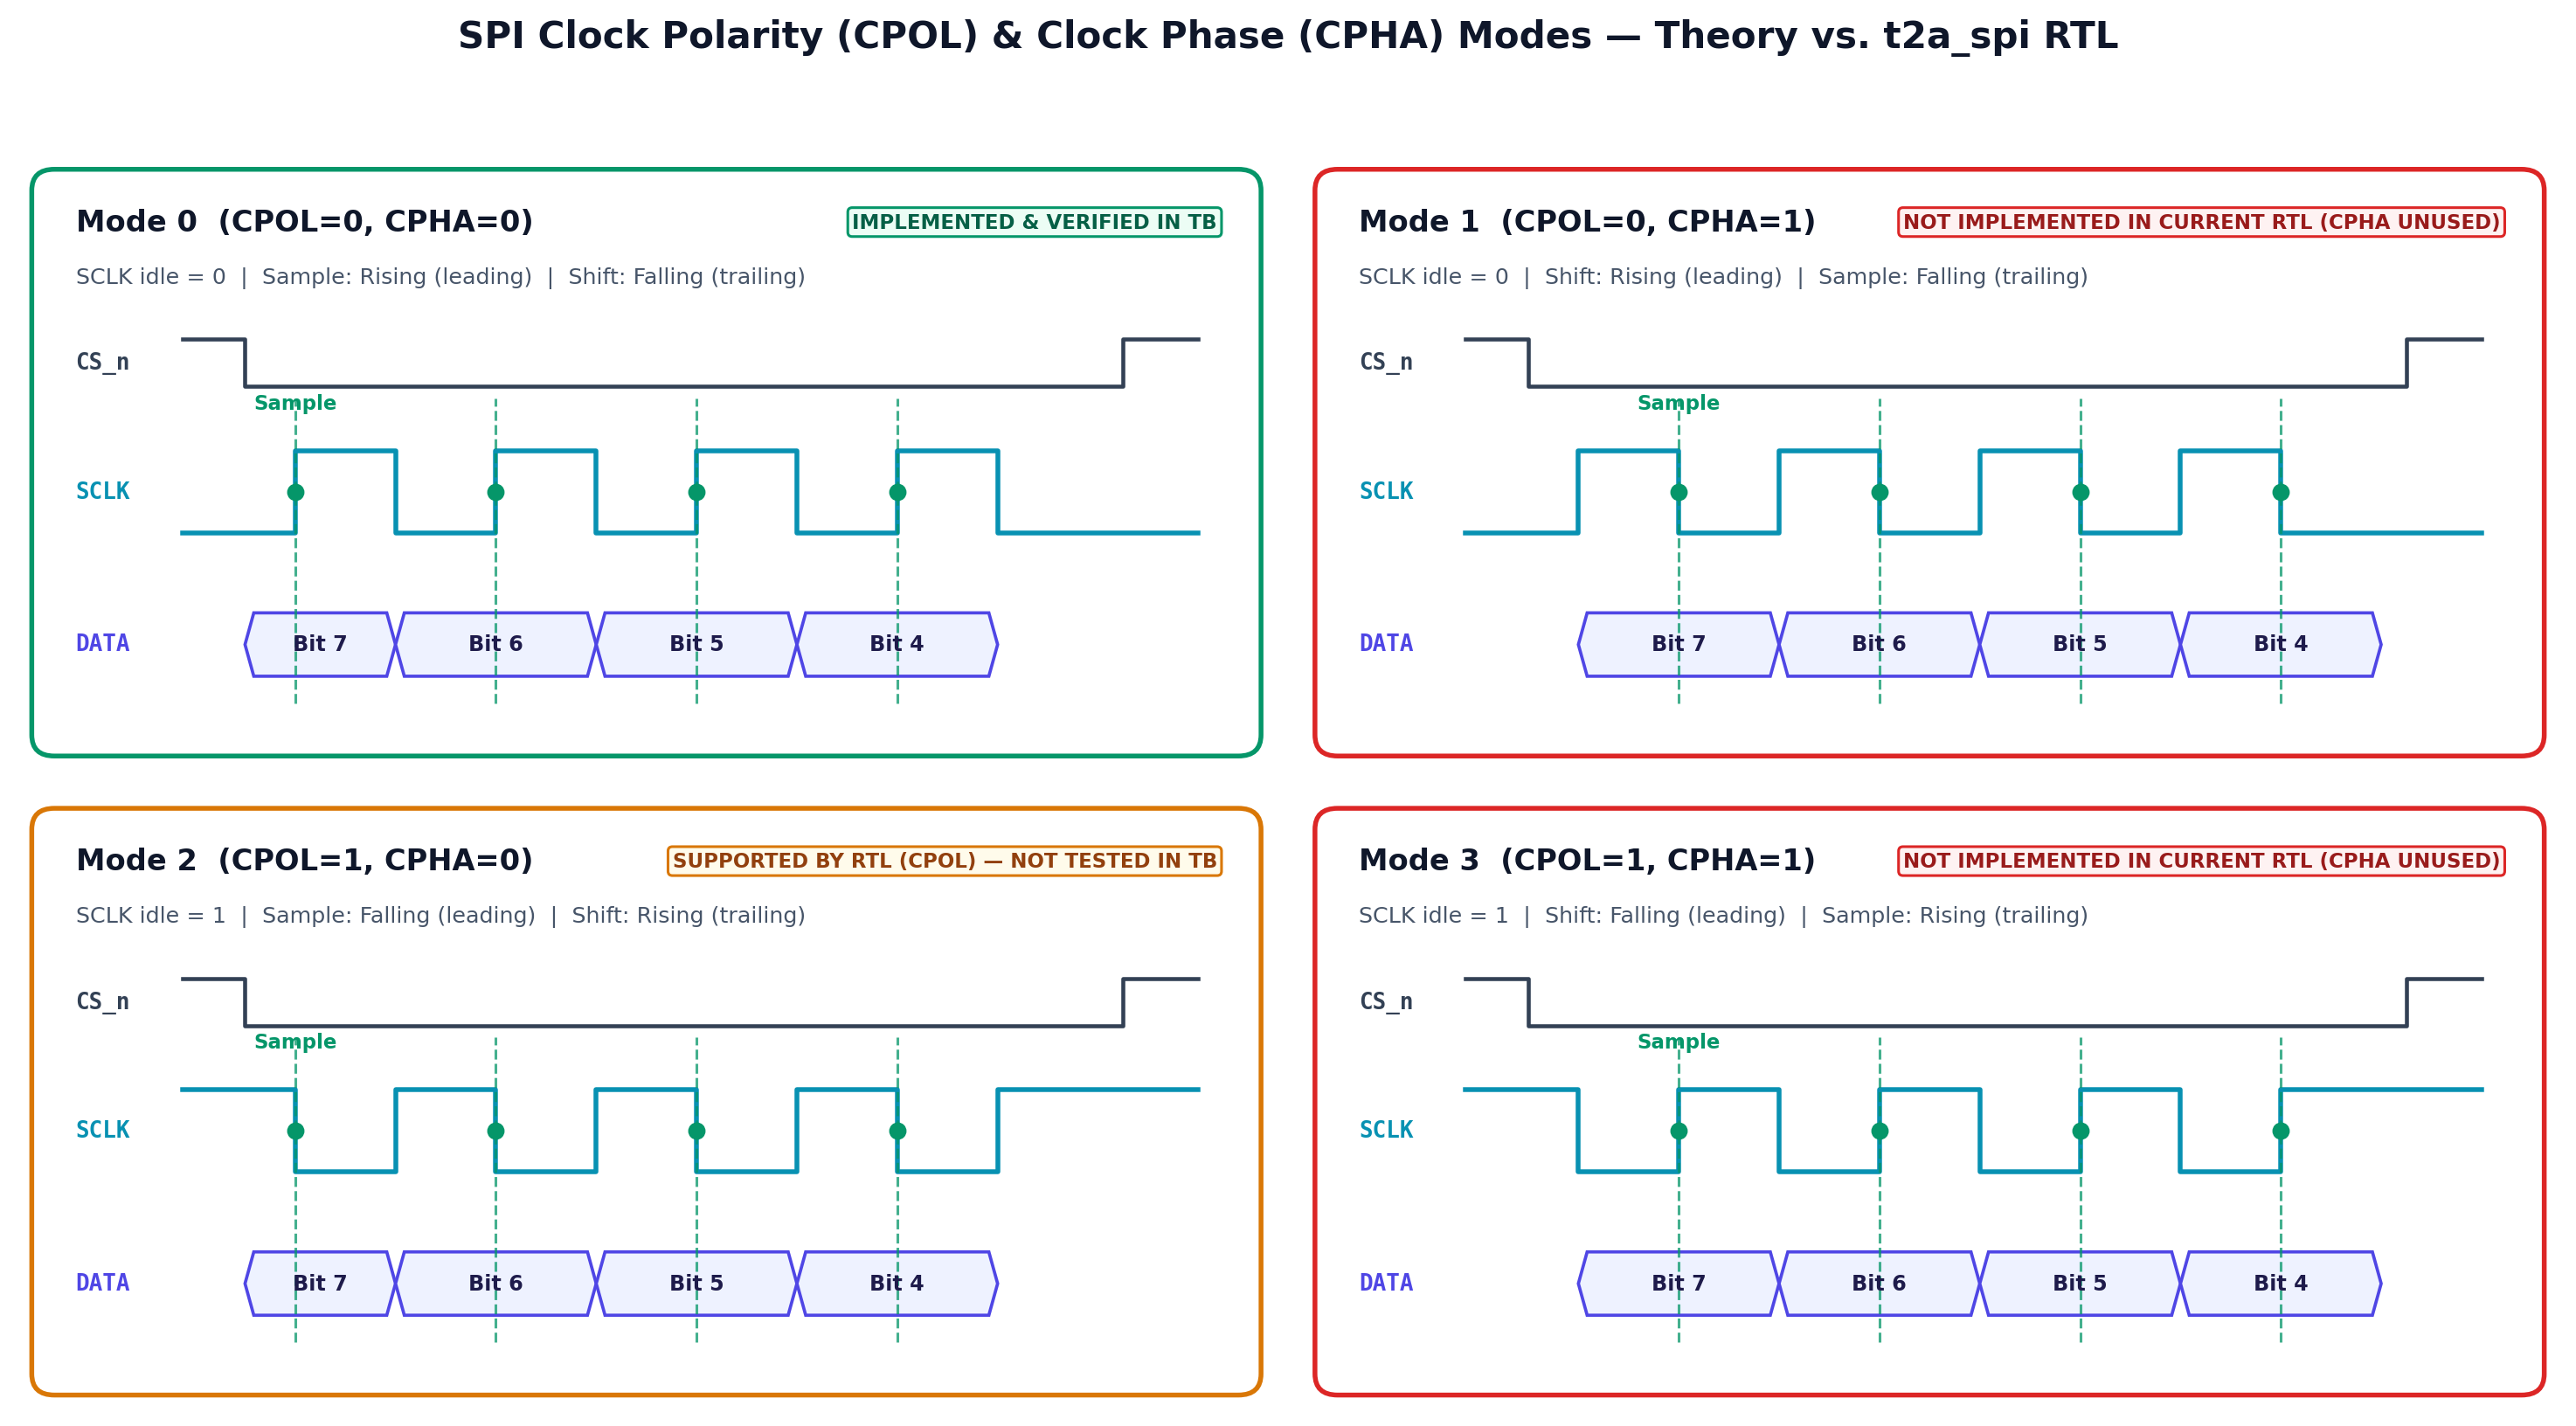 SPI Clock Polarity (CPOL) & Clock Phase (CPHA) Modes — Theory vs. t2a_spi RTL
Mode 0 (CPOL=0, CPHA=0)
IMPLEMENTED & VERIFIED IN TB
SCLK idle = 0 | Sample: Rising (leading) | Shift: Falling (trailing)
CS_n
Sample
SCLK
DATA
Bit 7
Bit 6
Bit 5
Bit 4
Mode 1 (CPOL=0, CPHA=1)
NOT IMPLEMENTED IN CURRENT RTL (CPHA UNUSED)
SCLK idle = 0 | Shift: Rising (leading) | Sample: Falling (trailing)
CS_n
Sample
SCLK
DATA
Bit 7
Bit 6
Bit 5
Bit 4
Mode 2 (CPOL=1, CPHA=0)
SUPPORTED BY RTL (CPOL) — NOT TESTED IN TB
SCLK idle = 1 | Sample: Falling (leading) | Shift: Rising (trailing)
CS_n
Sample
SCLK
DATA
Bit 7
Bit 6
Bit 5
Bit 4
Mode 3 (CPOL=1, CPHA=1)
NOT IMPLEMENTED IN CURRENT RTL (CPHA UNUSED)
SCLK idle = 1 | Shift: Falling (leading) | Sample: Rising (trailing)
CS_n
Sample
SCLK
DATA
Bit 7
Bit 6
Bit 5
Bit 4